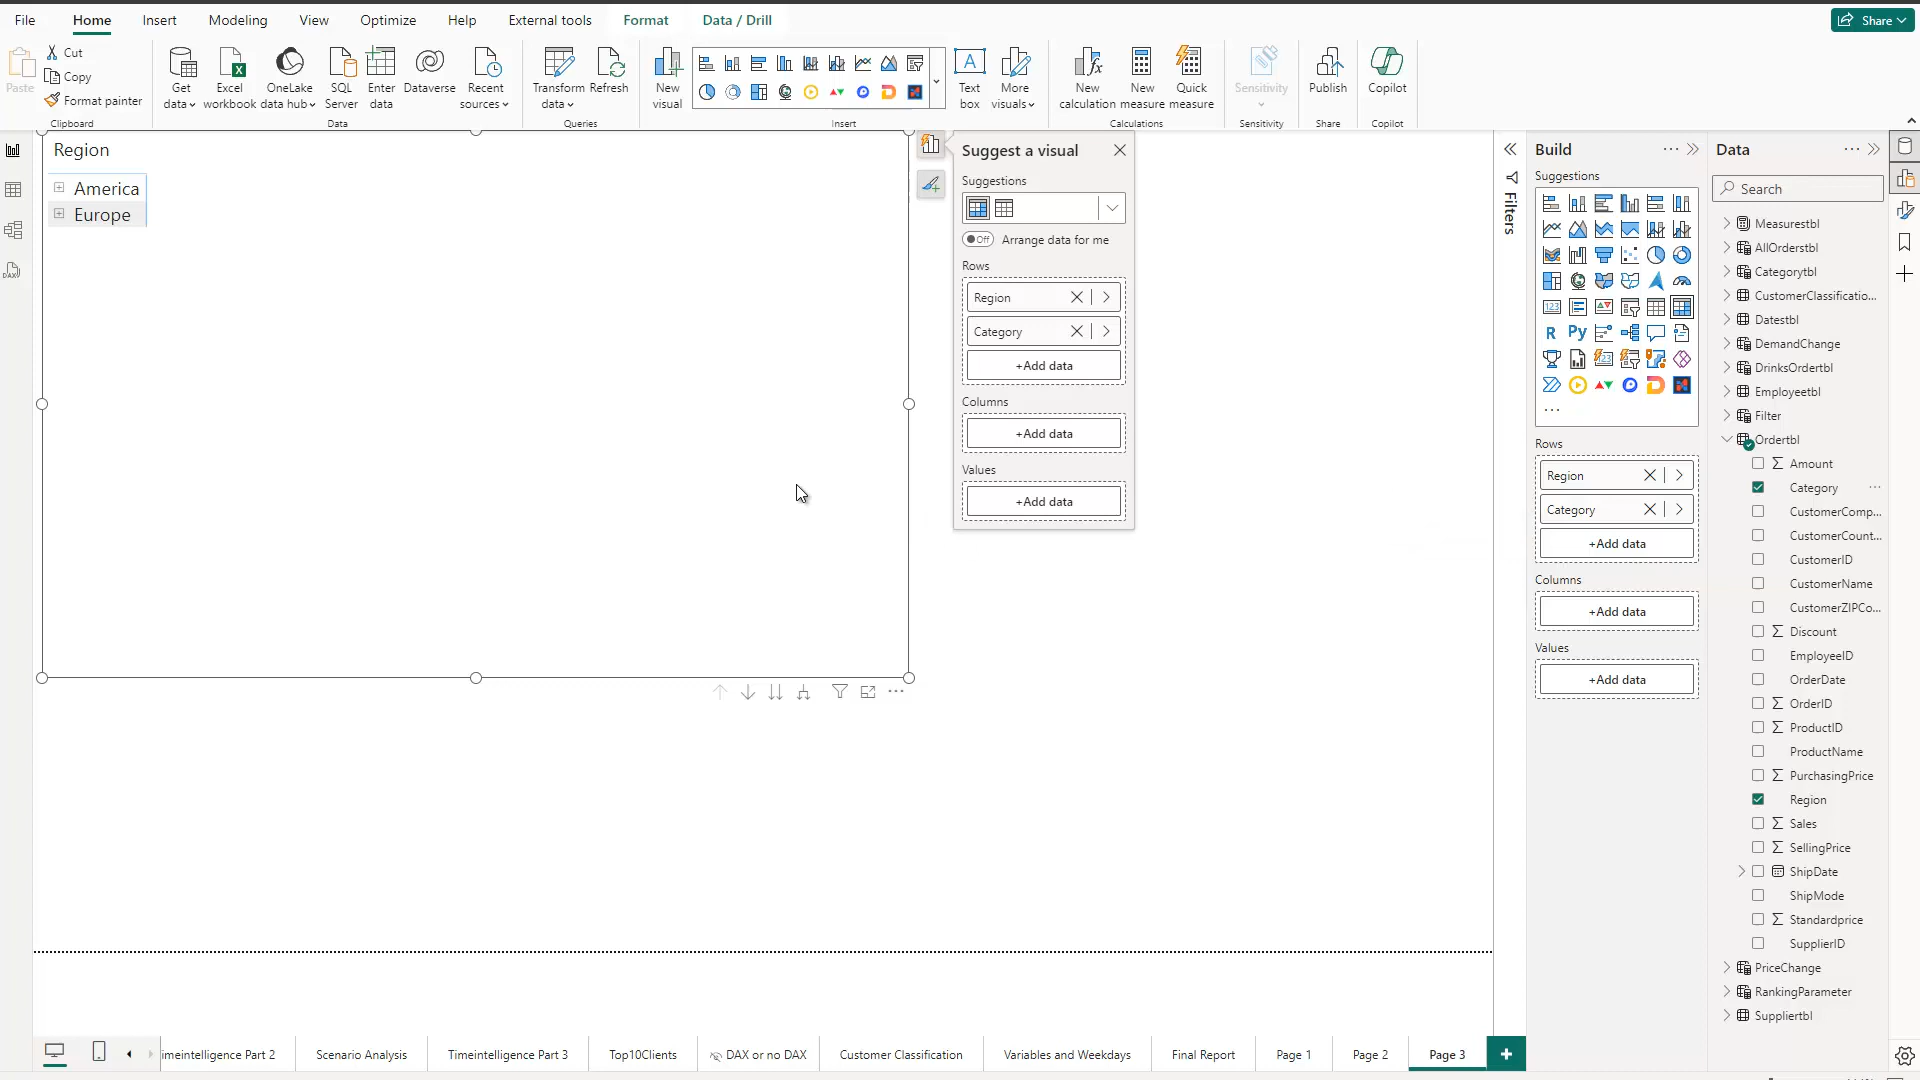 File
Home
Insert
Modeling
View
Optimize
Help
External tools
Format
Data / Drill
Share
Paste
Cut
Copy
Format painter
Clipboard
Get data
Excel workbook
OneLake data hub
SQL Server
Enter data
Dataverse
Recent sources
Data
Transform data
Refresh
Queries
New visual
Insert
A
Text box
More visuals
New calculation
New measure
Quick measure
Calculations
Sensitivity
Sensitivity
Publish
Share
Copilot
Copilot
Region
America
Europe
Suggest a visual
Suggestions
Off Arrange data for me
Rows
Region
Category
+Add data
Columns
+Add data
Values
+Add data
Filters
Build
Suggestions
123
R
Py
123
Rows
Region
Category
+Add data
Columns
+Add data
Values
+Add data
Data
Search
Measurestbl
AllOrderstbl
Categorytbl
CustomerClassificatio...
Datestbl
DemandChange
DrinksOrdertbl
Employeetbl
Filter
Ordertbl
Amount
Category
CustomerComp...
CustomerCount...
CustomerID
CustomerName
CustomerZIPCo...
Discount
EmployeeID
OrderDate
OrderID
ProductID
ProductName
PurchasingPrice
Region
Sales
SellingPrice
ShipDate
ShipMode
Standardprice
SupplierID
PriceChange
RankingParameter
Suppliertbl
DAX
imeintelligence Part 2
Scenario Analysis
Timeintelligence Part 3
Top10Clients
DAX or no DAX
Customer Classification
Variables and Weekdays
Final Report
Page 1
Page 2
Page 3